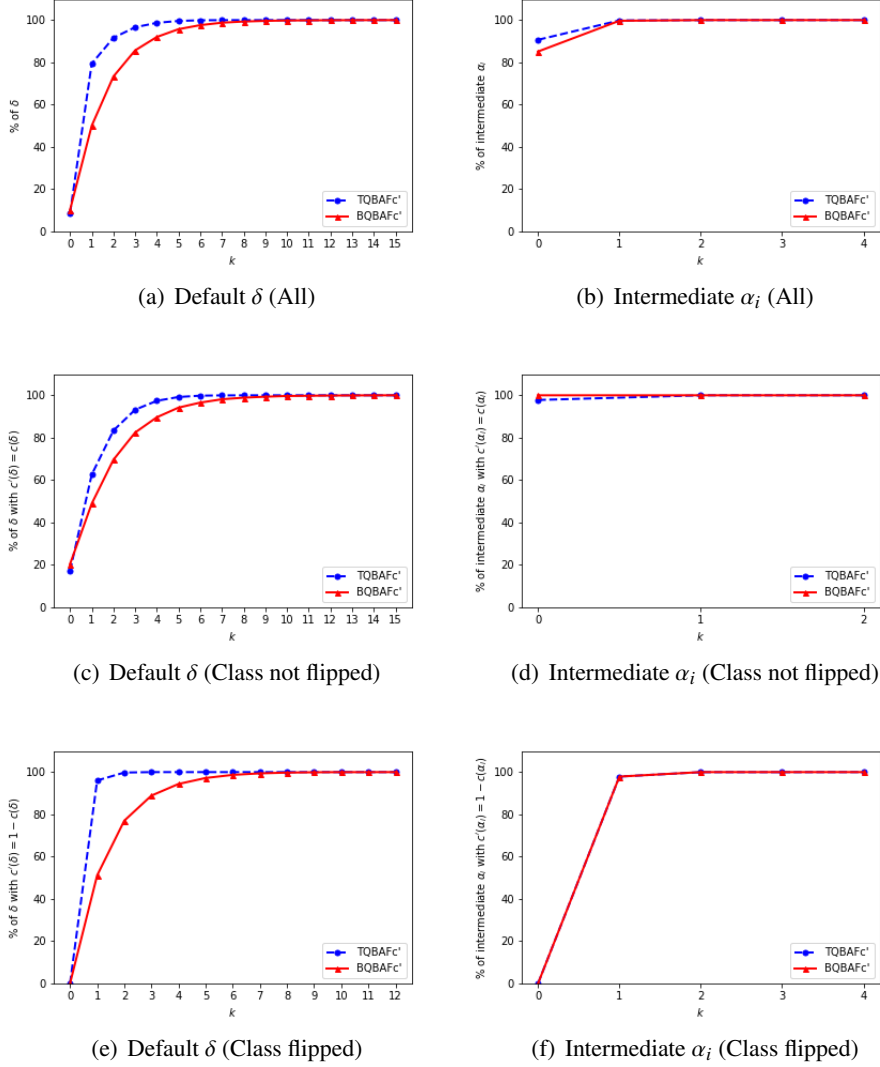 100
80
60
40
20
0
% of δ
0 1 2 3 4 5 6 7 8 9 10 11 12 13 14 15
k
TQBAFc'
BQBAFc'
(a) Default δ (All)
100
80
60
40
20
0
% of intermediate αᵢ
0 1 2 3 4
k
TQBAFc'
BQBAFc'
(b) Intermediate αᵢ (All)
100
80
60
40
20
0
% of δ with c′(δ) = c(δ)
0 1 2 3 4 5 6 7 8 9 10 11 12 13 14 15
k
TQBAFc'
BQBAFc'
(c) Default δ (Class not flipped)
100
80
60
40
20
0
% of intermediate αᵢ with c′(αᵢ) = c(αᵢ)
0 1 2
k
TQBAFc'
BQBAFc'
(d) Intermediate αᵢ (Class not flipped)
100
80
60
40
20
0
% of δ with c′(δ) = 1 − c(δ)
0 1 2 3 4 5 6 7 8 9 10 11 12
k
TQBAFc'
BQBAFc'
(e) Default δ (Class flipped)
100
80
60
40
20
0
% of intermediate αᵢ with c′(αᵢ) = 1 − c(αᵢ)
0 1 2 3 4
k
TQBAFc'
BQBAFc'
(f) Intermediate αᵢ (Class flipped)